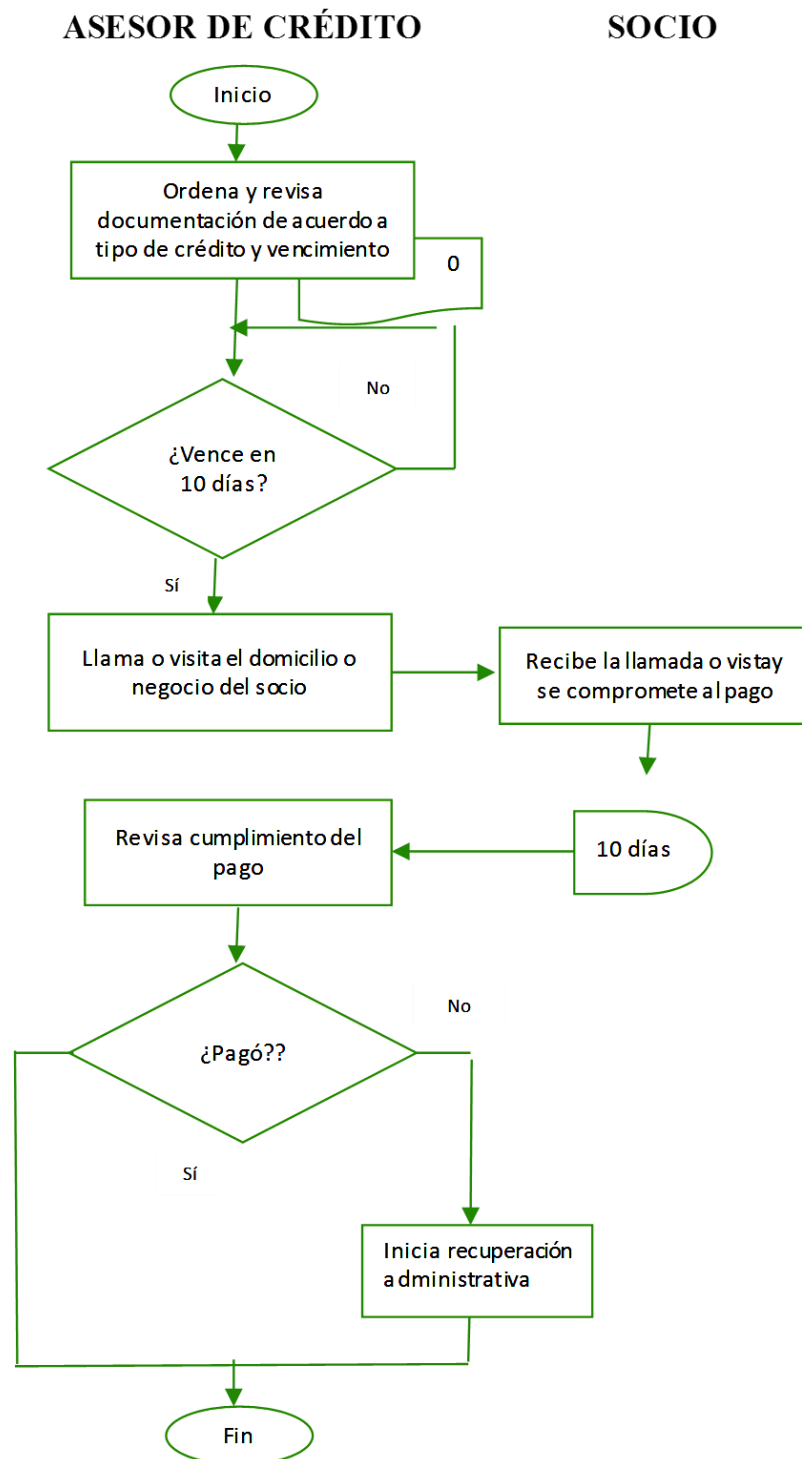 ASESOR DE CRÉDITO
SOCIO
Inicio
Ordena y revisa
documentación de acuerdo a
tipo de crédito y vencimiento
0
No
¿Vence en
10 días?
Sí
Llama o visita el domicilio o
negocio del socio
Recibe la llamada o vistay
se compromete al pago
Revisa cumplimiento del
pago
10 días
No
¿Pagó??
Sí
Inicia recuperación
administrativa
Fin